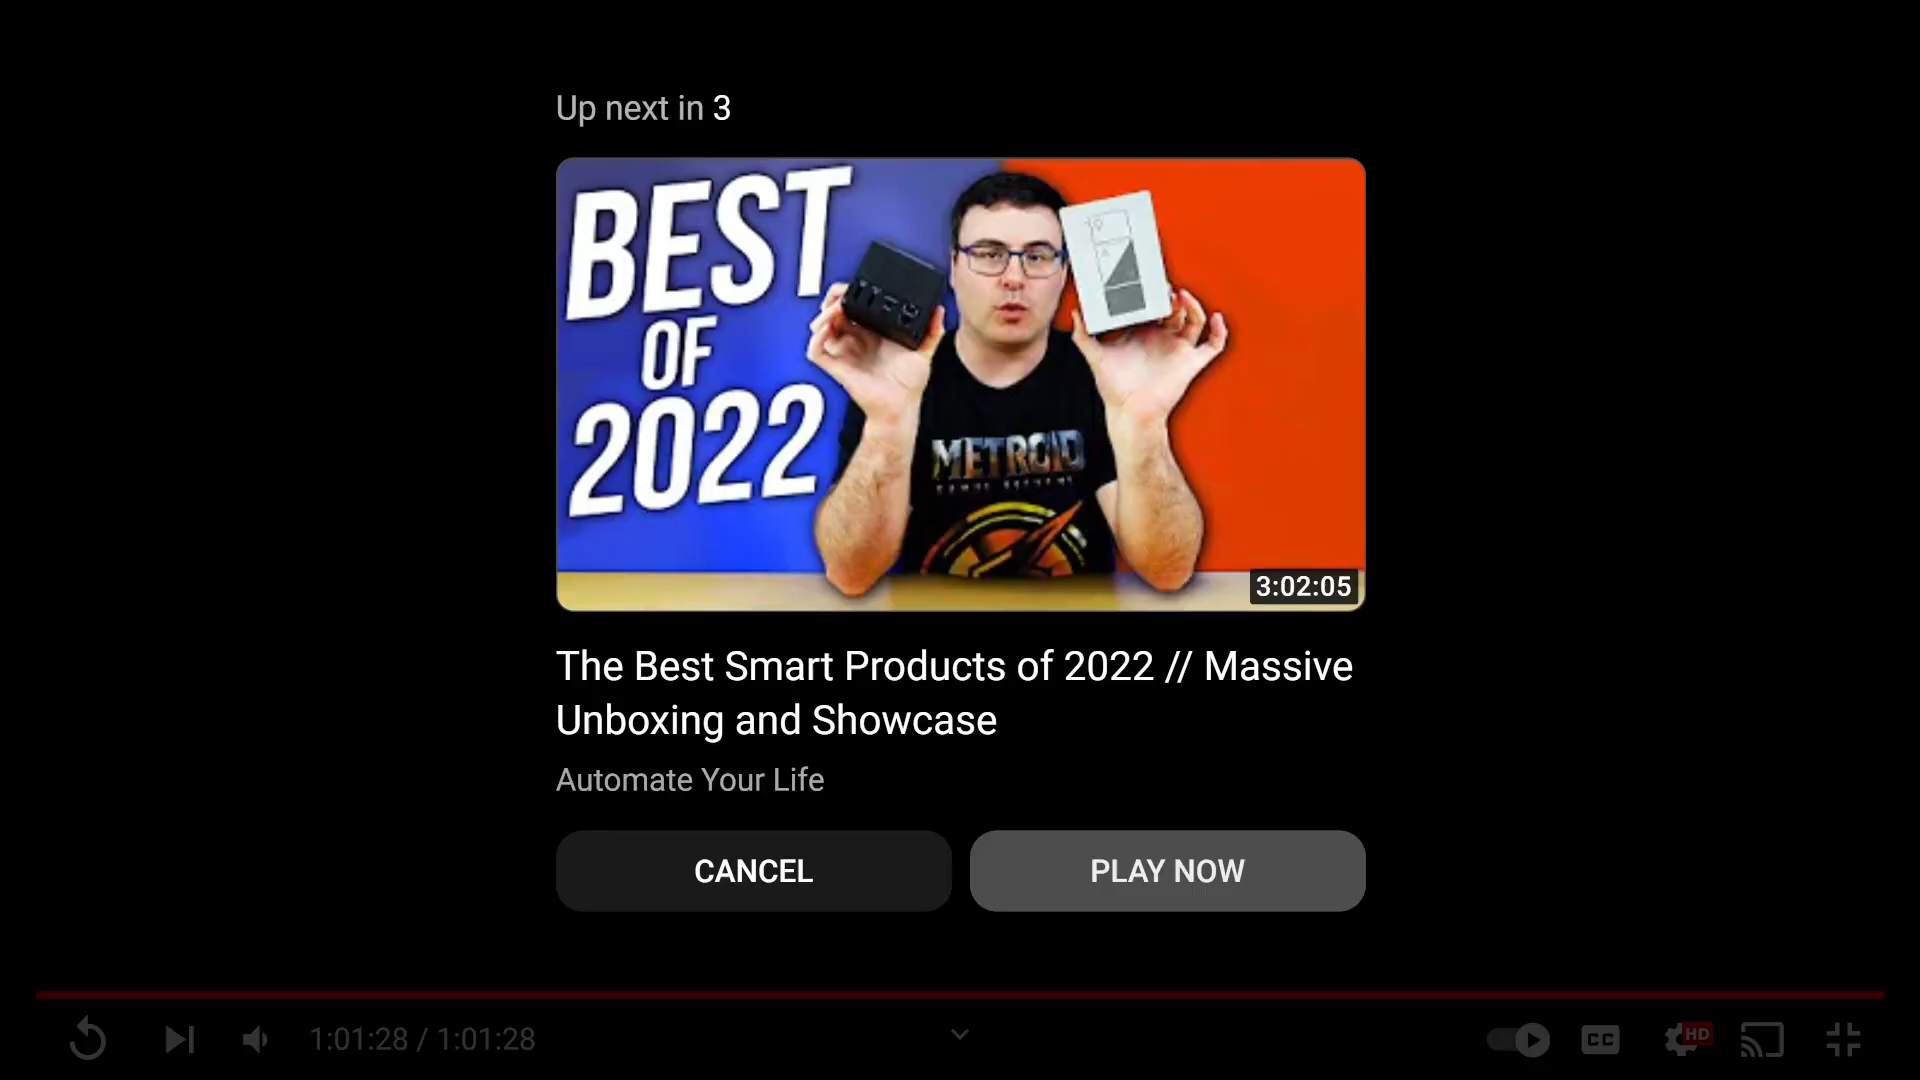 Up next in 3
BEST
OF
2022
METROID
3:02:05
The Best Smart Products of 2022 // Massive
Unboxing and Showcase
Automate Your Life
CANCEL
PLAY NOW
1:01:28 / 1:01:28
CC
HD